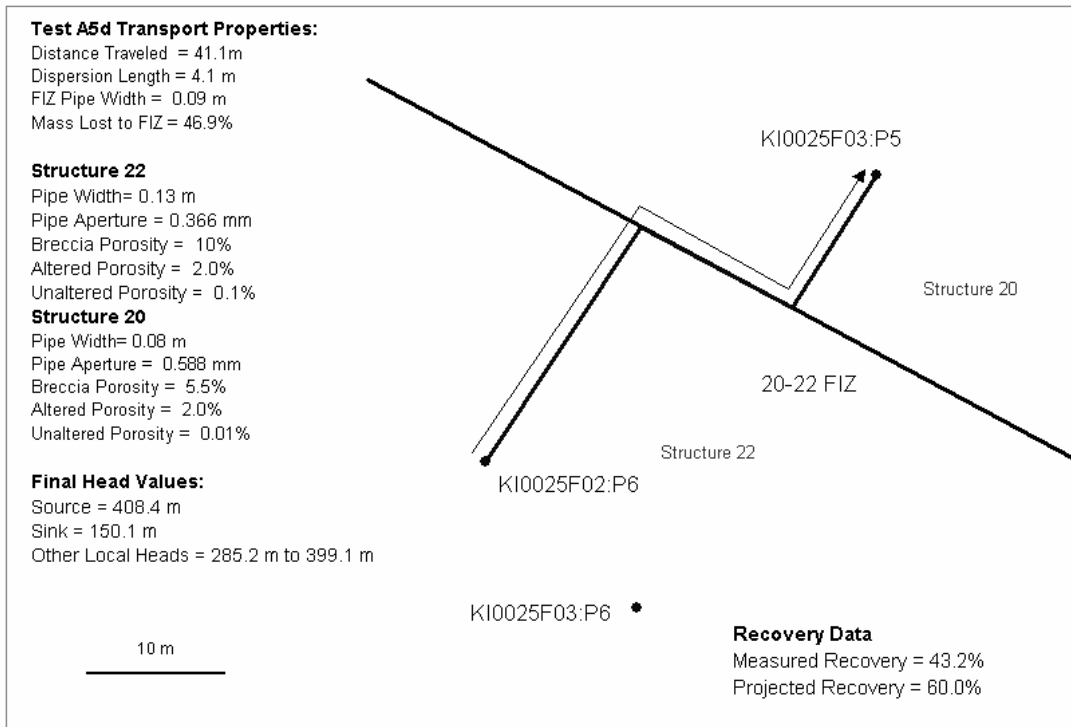 Test A5d Transport Properties:
Distance Traveled = 41.1m
Dispersion Length = 4.1 m
FIZ Pipe Width = 0.09 m
Mass Lost to FIZ = 46.9%
Structure 22
Pipe Width= 0.13 m
Pipe Aperture = 0.366 mm
Breccia Porosity = 10%
Altered Porosity = 2.0%
Unaltered Porosity = 0.1%
Structure 20
Pipe Width= 0.08 m
Pipe Aperture = 0.588 mm
Breccia Porosity = 5.5%
Altered Porosity = 2.0%
Unaltered Porosity = 0.01%
Final Head Values:
Source = 408.4 m
Sink = 150.1 m
Other Local Heads = 285.2 m to 399.1 m
10 m
KI0025F03:P5
Structure 20
20-22 FIZ
Structure 22
KI0025F02:P6
KI0025F03:P6
Recovery Data
Measured Recovery = 43.2%
Projected Recovery = 60.0%